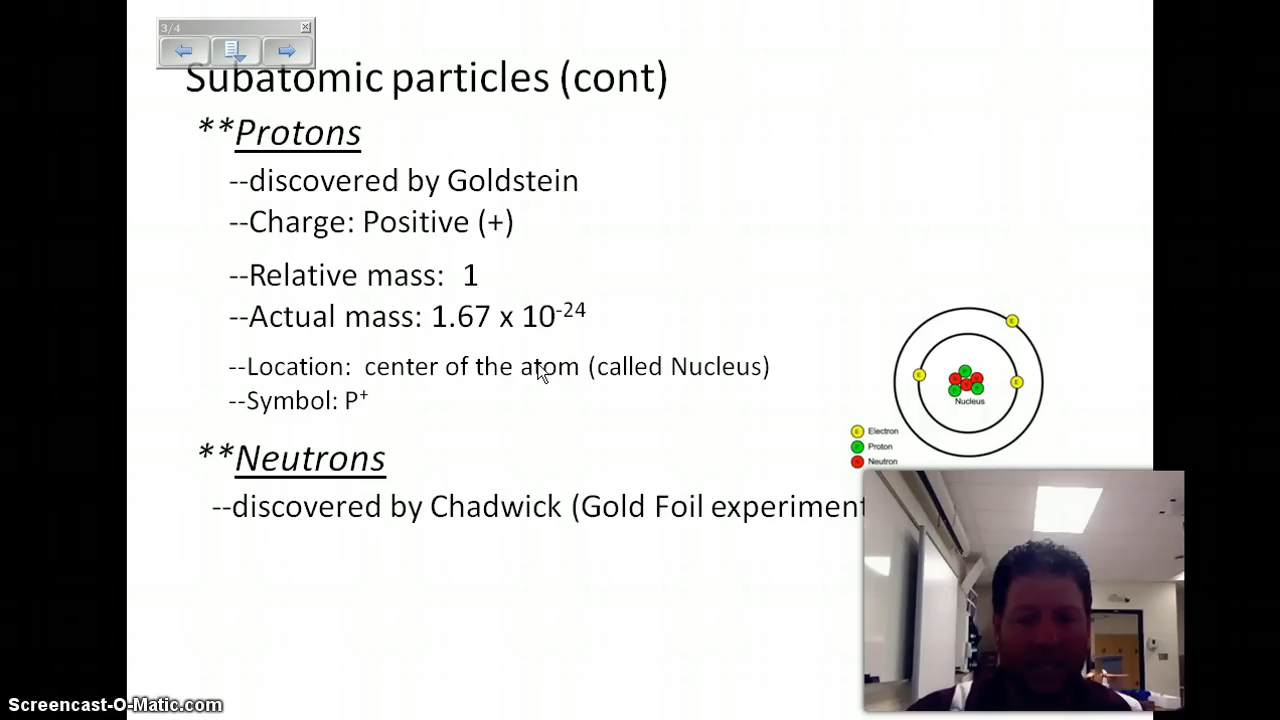 3/4
Subatomic particles (cont)
**Protons
--discovered by Goldstein
--Charge: Positive (+)
--Relative mass: 1
--Actual mass: 1.67 x 10⁻²⁴
--Location: center of the atom (called Nucleus)
--Symbol: P⁺
E
E
E
Nucleus
E Electron
Proton
Neutron
**Neutrons
--discovered by Chadwick (Gold Foil experiment
Screencast-O-Matic.com